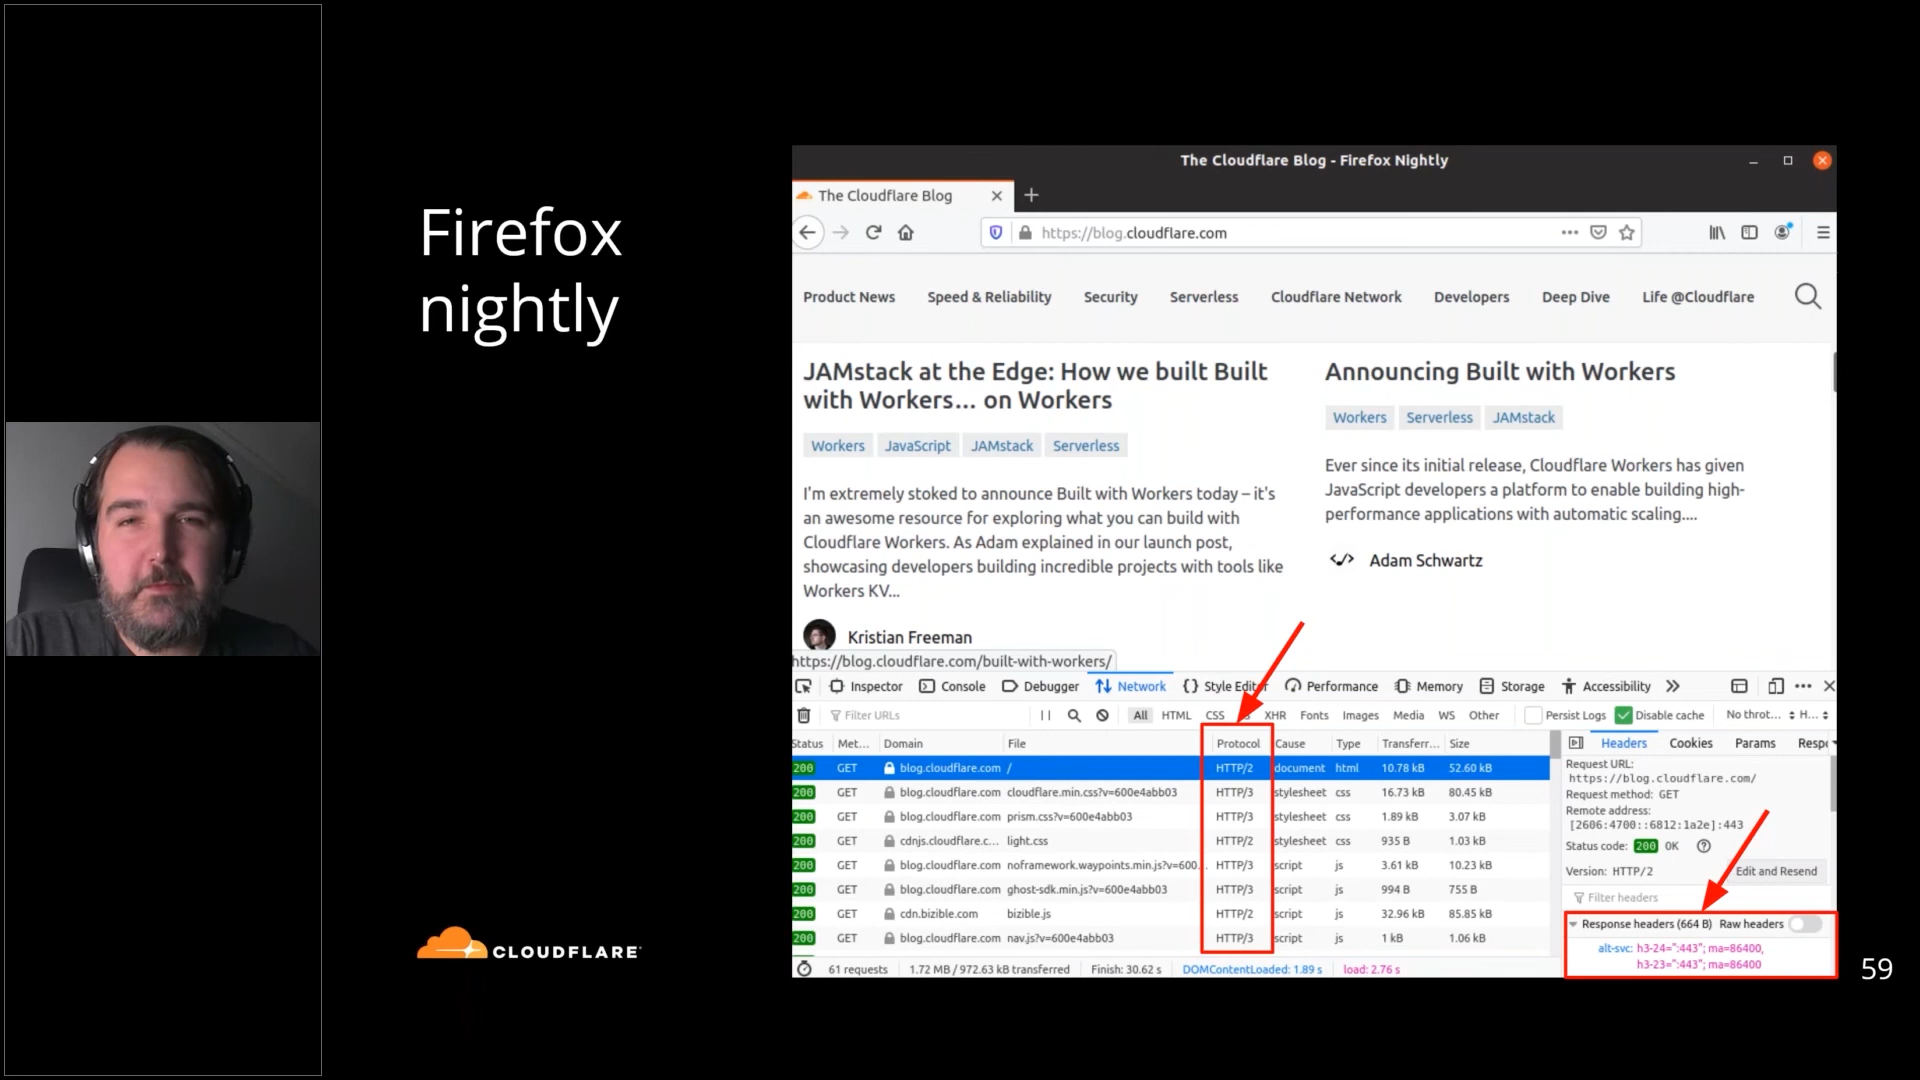 Firefox
nightly
CLOUDFLARE
59
The Cloudflare Blog - Firefox Nightly
The Cloudflare Blog
https://blog.cloudflare.com
Product News Speed & Reliability Security Serverless Cloudflare Network Developers Deep Dive Life @Cloudflare
JAMstack at the Edge: How we built Built
with Workers... on Workers
Workers JavaScript JAMstack Serverless
I'm extremely stoked to announce Built with Workers today – it's
an awesome resource for exploring what you can build with
Cloudflare Workers. As Adam explained in our launch post,
showcasing developers building incredible projects with tools like
Workers KV...
Kristian Freeman
Announcing Built with Workers
Workers Serverless JAMstack
Ever since its initial release, Cloudflare Workers has given
JavaScript developers a platform to enable building high-
performance applications with automatic scaling....
Adam Schwartz
https://blog.cloudflare.com/built-with-workers/
Inspector Console Debugger Network {} Style Edit Performance Memory Storage Accessibility
Filter URLs All HTML CSS XHR Fonts Images Media WS Other Persist Logs Disable cache No throt... H...
Status Met... Domain File Protocol Cause Type Transferr... Size
200 GET blog.cloudflare.com / HTTP/2 document html 10.78 kB 52.60 kB
200 GET blog.cloudflare.com cloudflare.min.css?v=600e4abb03 HTTP/3 stylesheet css 16.73 kB 80.45 kB
200 GET blog.cloudflare.com prism.css?v=600e4abb03 HTTP/3 stylesheet css 1.89 kB 3.07 kB
200 GET cdnjs.cloudflare.c... light.css HTTP/2 stylesheet css 935 B 1.03 kB
200 GET blog.cloudflare.com noframework.waypoints.min.js?v=600... HTTP/3 script js 3.61 kB 10.23 kB
200 GET blog.cloudflare.com ghost-sdk.min.js?v=600e4abb03 HTTP/3 script js 994 B 755 B
200 GET cdn.bizible.com bizible.js HTTP/2 script js 32.96 kB 85.85 kB
200 GET blog.cloudflare.com nav.js?v=600e4abb03 HTTP/3 script js 1 kB 1.06 kB
61 requests 1.72 MB / 972.63 kB transferred Finish: 30.62 s DOMContentLoaded: 1.89 s load: 2.76 s
Headers Cookies Params Resp
Request URL:
https://blog.cloudflare.com/
Request method: GET
Remote address:
[2606:4700::6812:1a2e]:443
Status code: 200 OK
Version: HTTP/2 Edit and Resend
Filter headers
Response headers (664 B) Raw headers
alt-svc: h3-24=":443"; ma=86400,
h3-23=":443"; ma=86400